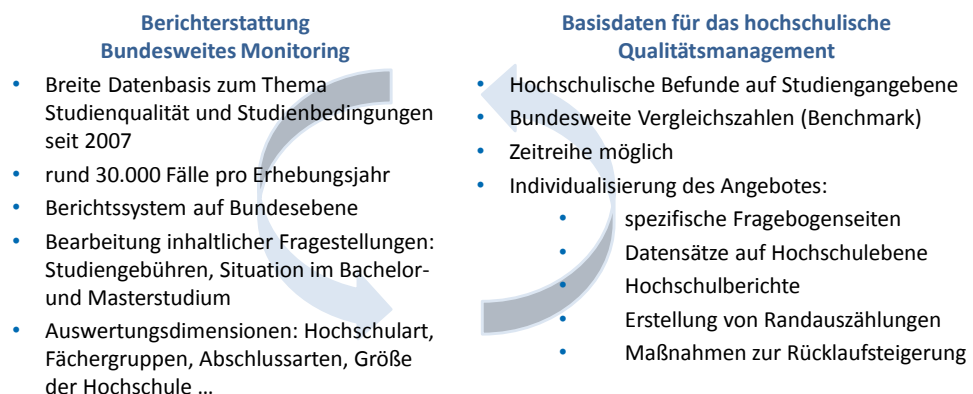 Berichterstattung
Bundesweites Monitoring
• Breite Datenbasis zum Thema
Studienqualität und Studienbedingungen
seit 2007
• rund 30.000 Fälle pro Erhebungsjahr
• Berichtssystem auf Bundesebene
• Bearbeitung inhaltlicher Fragestellungen:
Studiengebühren, Situation im Bachelor-
und Masterstudium
• Auswertungsdimensionen: Hochschulart,
Fächergruppen, Abschlussarten, Größe
der Hochschule …
Basisdaten für das hochschulische
Qualitätsmanagement
• Hochschulische Befunde auf Studiengangebene
• Bundesweite Vergleichszahlen (Benchmark)
• Zeitreihe möglich
• Individualisierung des Angebotes:
• spezifische Fragebogenseiten
• Datensätze auf Hochschulebene
• Hochschulberichte
• Erstellung von Randauszählungen
• Maßnahmen zur Rücklaufsteigerung